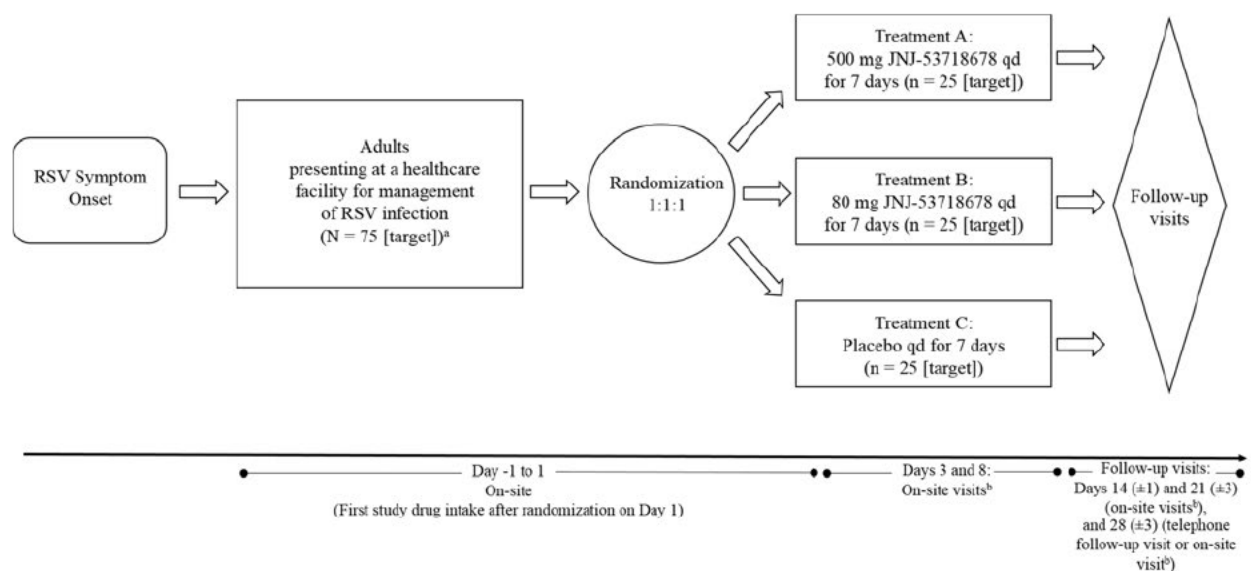 RSV Symptom
Onset
Adults
presenting at a healthcare
facility for management
of RSV infection
(N = 75 [target])ᵃ
Randomization
1:1:1
Treatment A:
500 mg JNJ-53718678 qd
for 7 days (n = 25 [target])
Treatment B:
80 mg JNJ-53718678 qd
for 7 days (n = 25 [target])
Treatment C:
Placebo qd for 7 days
(n = 25 [target])
Follow-up
visits
Day -1 to 1
On-site
(First study drug intake after randomization on Day 1)
Days 3 and 8:
On-site visitsᵇ
Follow-up visits:
Days 14 (±1) and 21 (±3)
(on-site visitsᵇ),
and 28 (±3) (telephone
follow-up visit or on-site
visitᵇ)